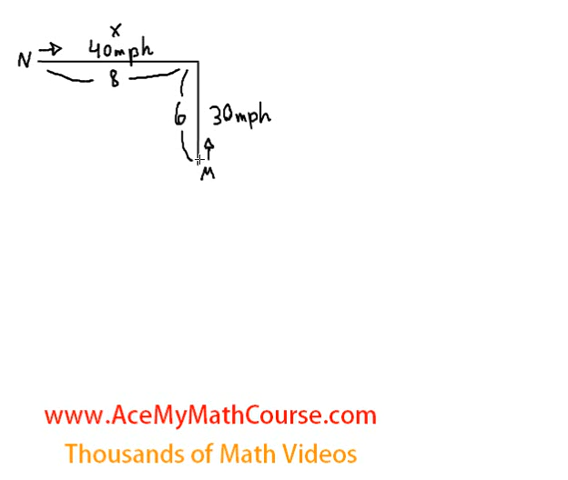 x
N → 40mph
8
6 30mph
M
www.AceMyMathCourse.com
Thousands of Math Videos